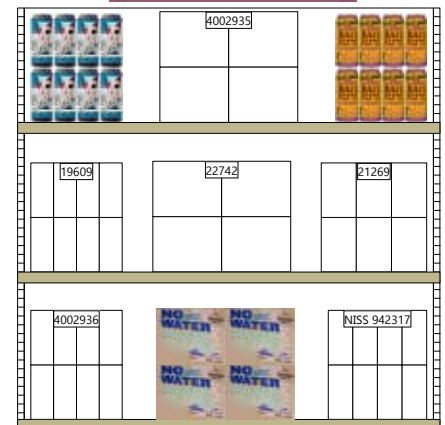 4002935
19609
22742
21269
4002936
NO
WATER
NO
WATER
NISS 942317
NO
WATER
NO
WATER